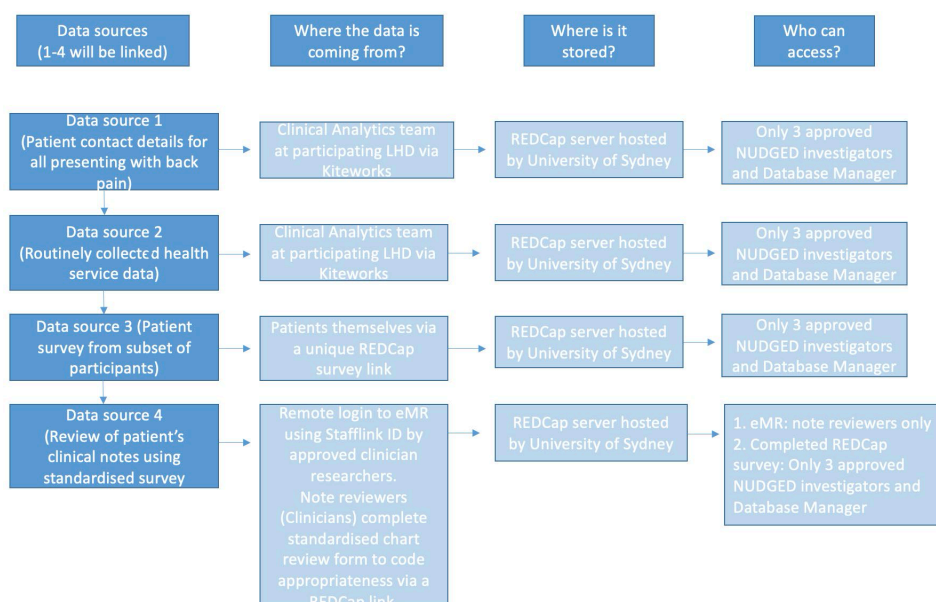 Data sources
(1-4 will be linked)
Where the data is
coming from?
Where is it
stored?
Who can
access?
Data source 1
(Patient contact details for
all presenting with back
pain)
Clinical Analytics team
at participating LHD via
Kiteworks
REDCap server hosted
by University of Sydney
Only 3 approved
NUDGED investigators
and Database Manager
Data source 2
(Routinely collected health
service data)
Clinical Analytics team
at participating LHD via
Kiteworks
REDCap server hosted
by University of Sydney
Only 3 approved
NUDGED investigators
and Database Manager
Data source 3 (Patient
survey from subset of
participants)
Patients themselves via
a unique REDCap
survey link
REDCap server hosted
by University of Sydney
Only 3 approved
NUDGED investigators
and Database Manager
Data source 4
(Review of patient's
clinical notes using
standardised survey
Remote login to eMR
using Stafflink ID by
approved clinician
researchers.
Note reviewers
(Clinicians) complete
standardised chart
review form to code
appropriateness via a
REDCap link
REDCap server hosted
by University of Sydney
1. eMR: note reviewers only
2. Completed REDCap
survey: Only 3 approved
NUDGED investigators and
Database Manager